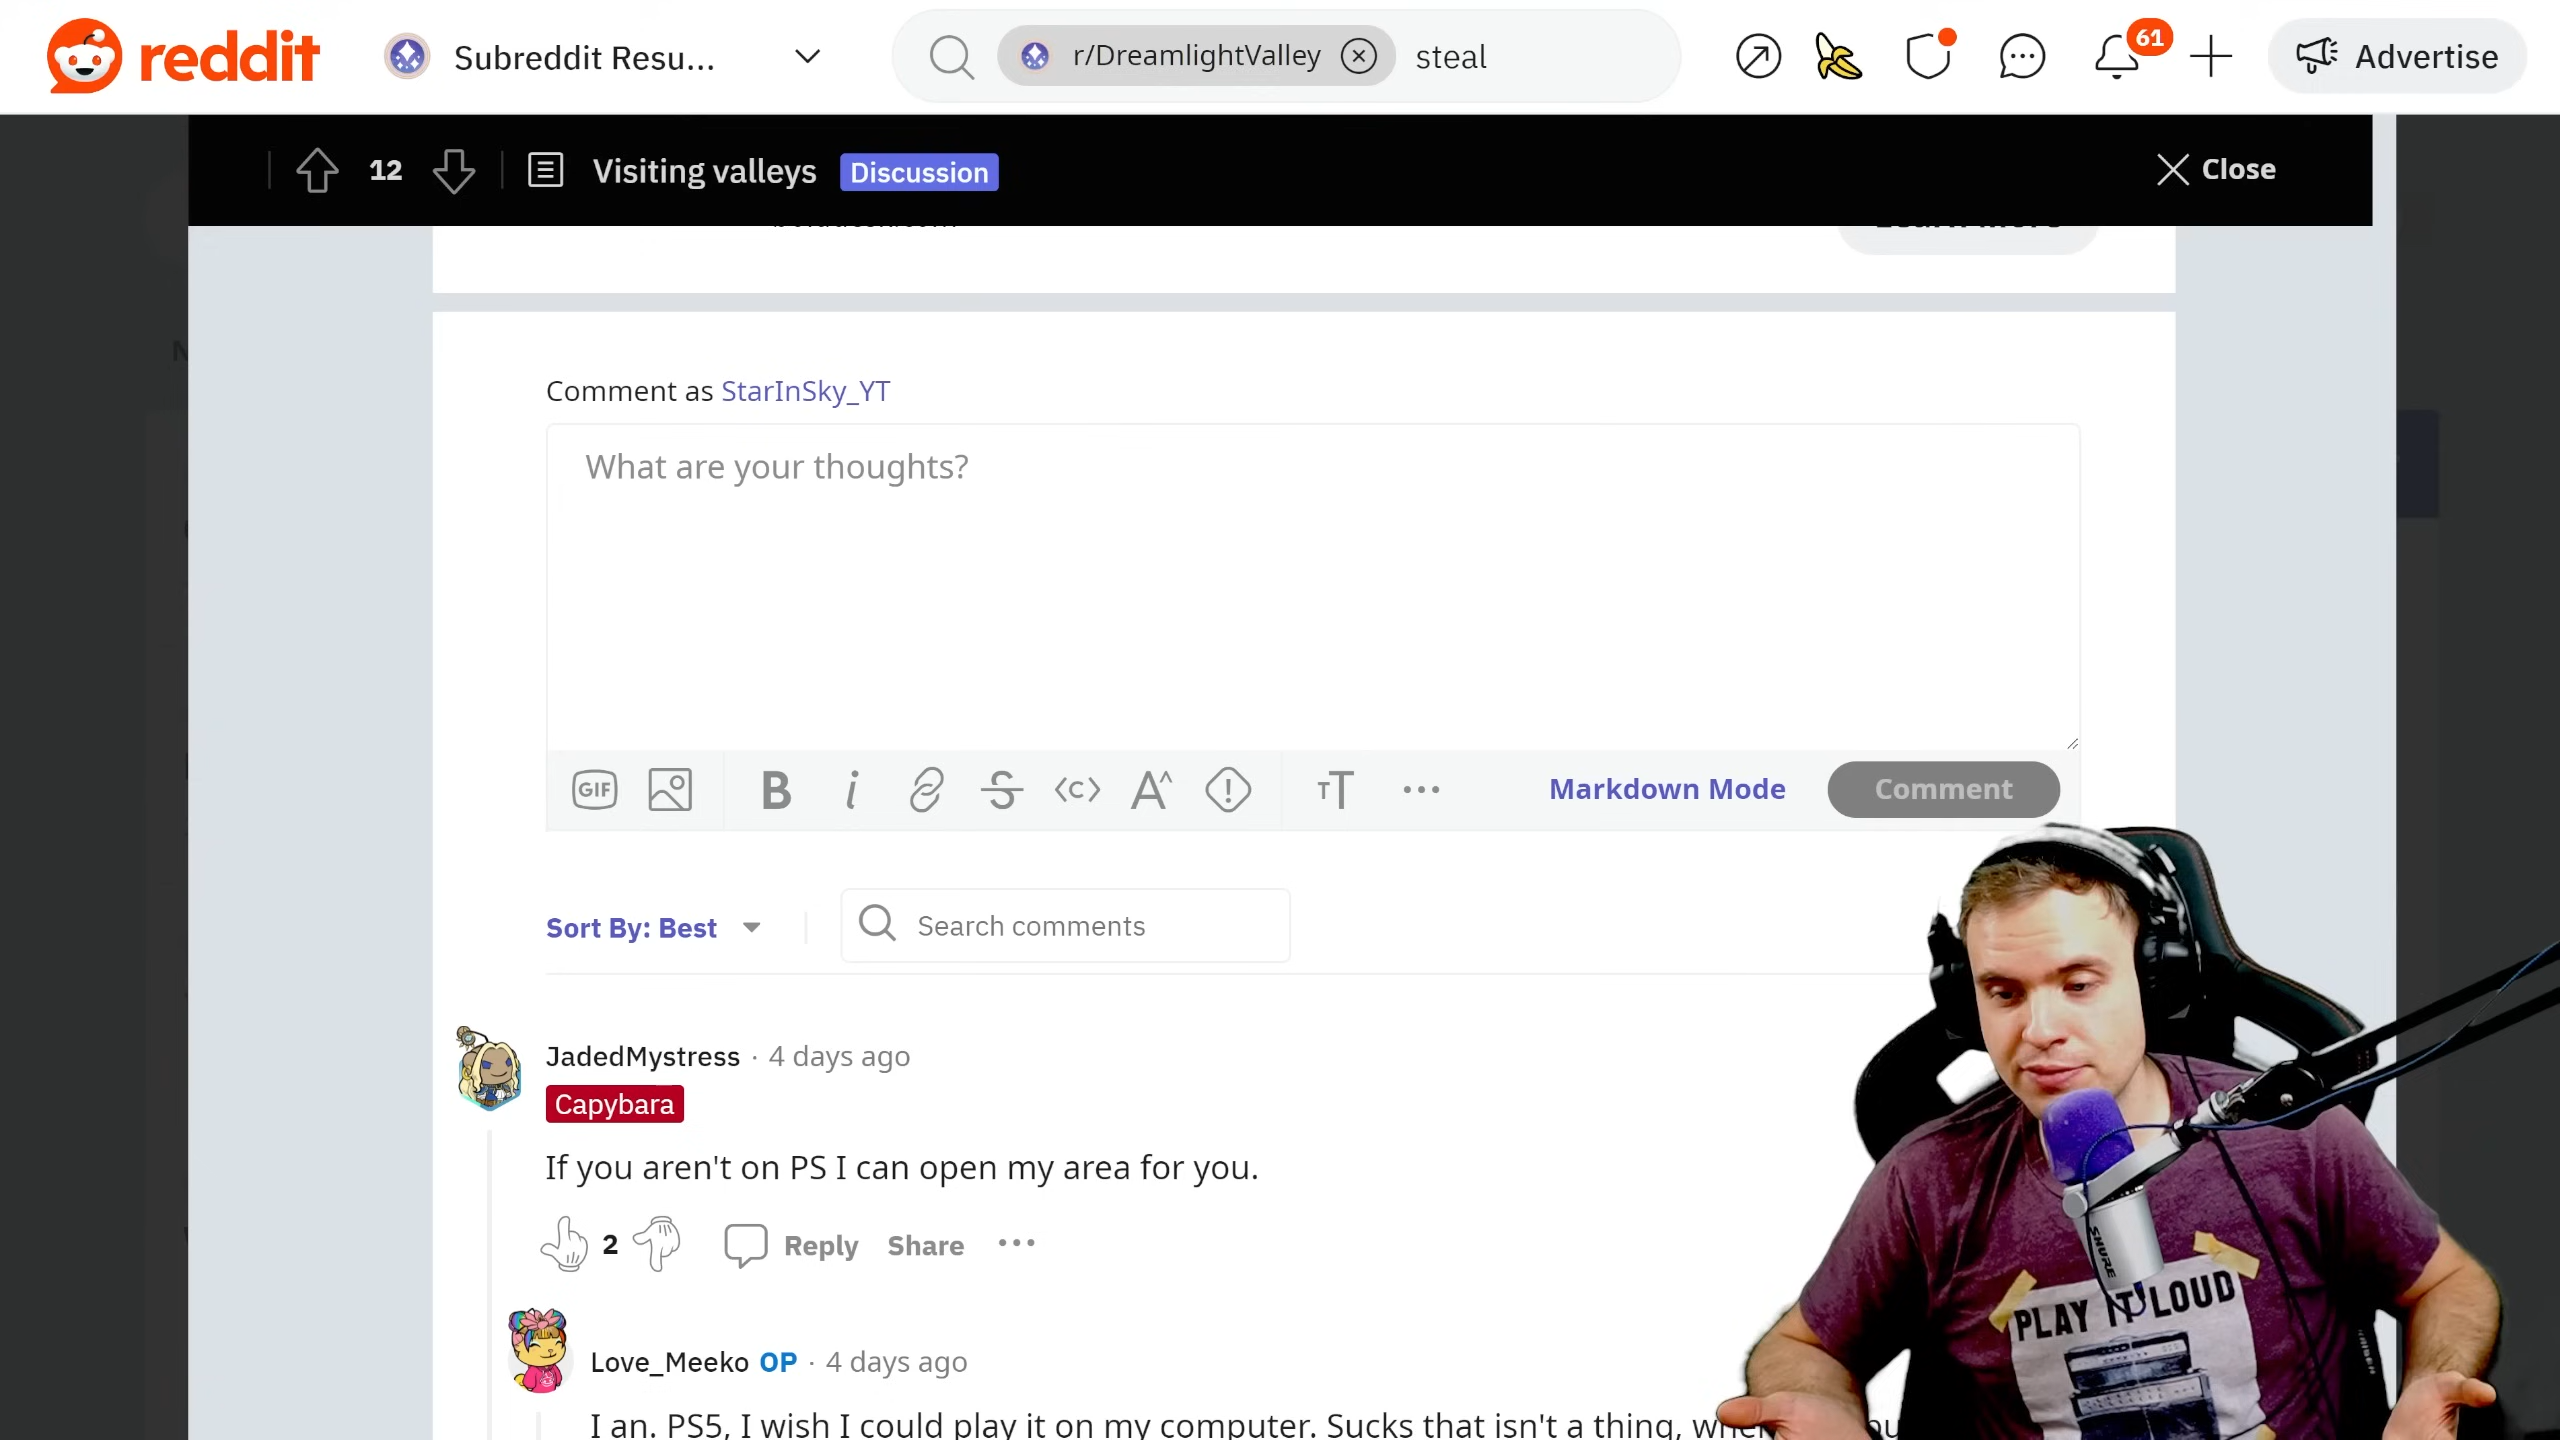 reddit
Subreddit Resu...
r/DreamlightValley
steal
61
Advertise
12
Visiting valleys
Discussion
Close
Comment as StarInSky_YT
What are your thoughts?
GIF
B i S <c> A^ ! TT ...
Markdown Mode
Comment
Sort By: Best
Search comments
JadedMystress · 4 days ago
Capybara
If you aren't on PS I can open my area for you.
2
Reply
Share
Love_Meeko OP · 4 days ago
I an. PS5, I wish I could play it on my computer. Sucks that isn't a thing,
SHURE
PLAY IT LOUD